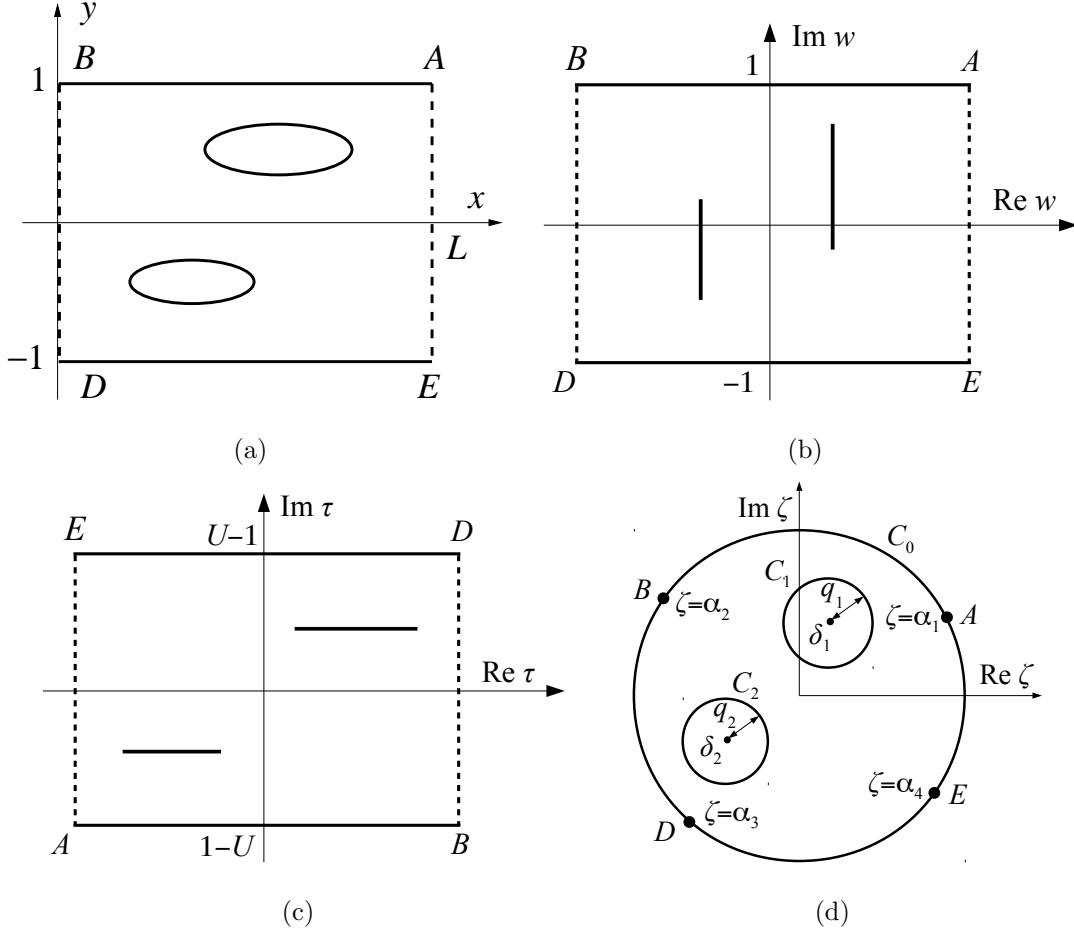 y
B A
1
x
L
−1
D E
(a)
Im w
B A
1
Re w
D −1 E
(b)
Im τ
E U−1 D
Re τ
A 1−U B
(c)
Im ζ
C₀
C₁
B q₁
ζ=α₂ ζ=α₁ A
δ₁
Re ζ
C₂
q₂
δ₂
ζ=α₄ E
D ζ=α₃
(d)